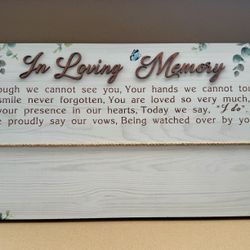 In Loving Memory
ough we cannot see you, Your hands we cannot tou
smile never forgotten, You are loved so very much,
your presence in our hearts, Today we say. "I do".
e proudly say our vows, Being watched over by yo